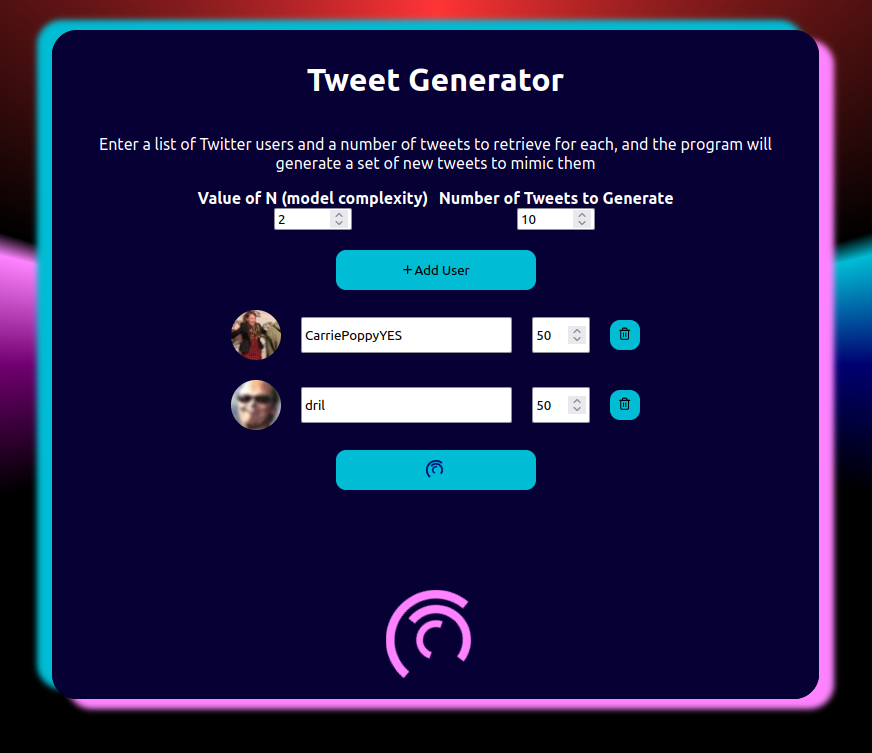 Tweet Generator
Enter a list of Twitter users and a number of tweets to retrieve for each, and the program will
generate a set of new tweets to mimic them
Value of N (model complexity) Number of Tweets to Generate
2 10
+ Add User
CarriePoppyYES 50
dril 50